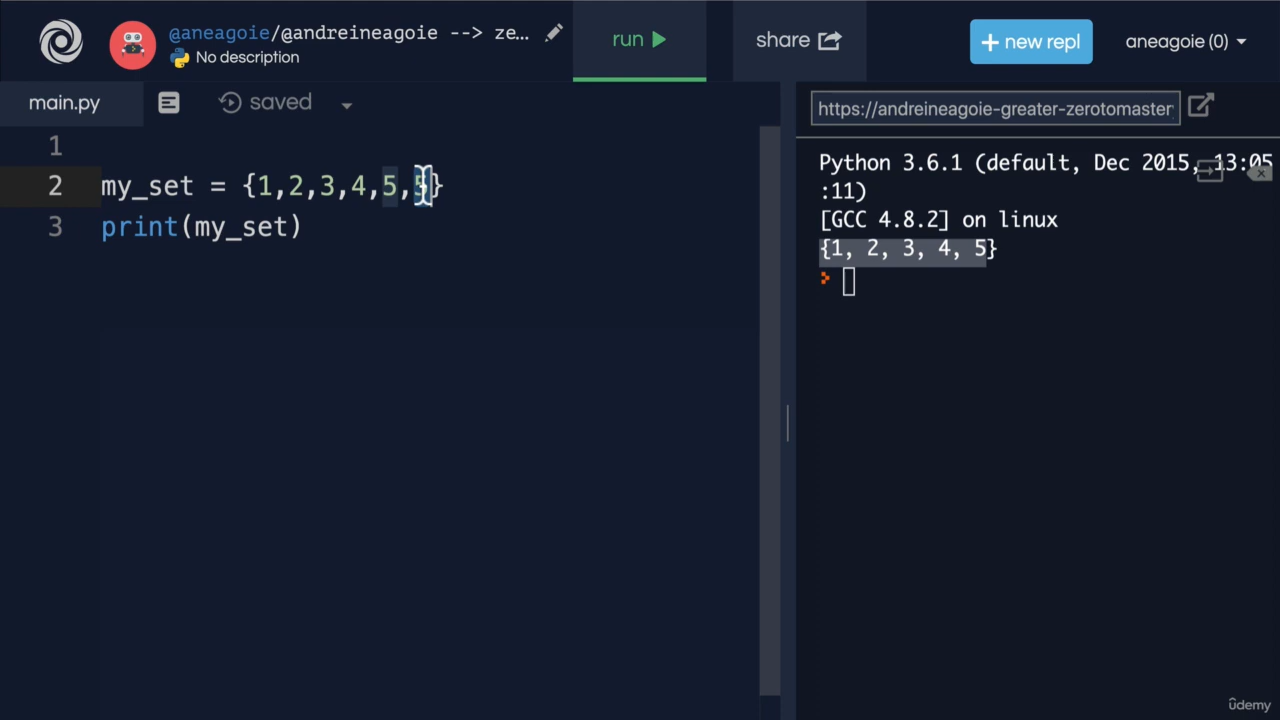 @aneagoie/@andreineagoie --> ze...
No description
run
share
+ new repl
aneagoie (0)
main.py
saved
https://andreineagoie-greater-zerotomaster
1
2 my_set = {1,2,3,4,5,5}
3 print(my_set)
Python 3.6.1 (default, Dec 2015, 13:05
:11)
[GCC 4.8.2] on linux
{1, 2, 3, 4, 5}
ûdemy